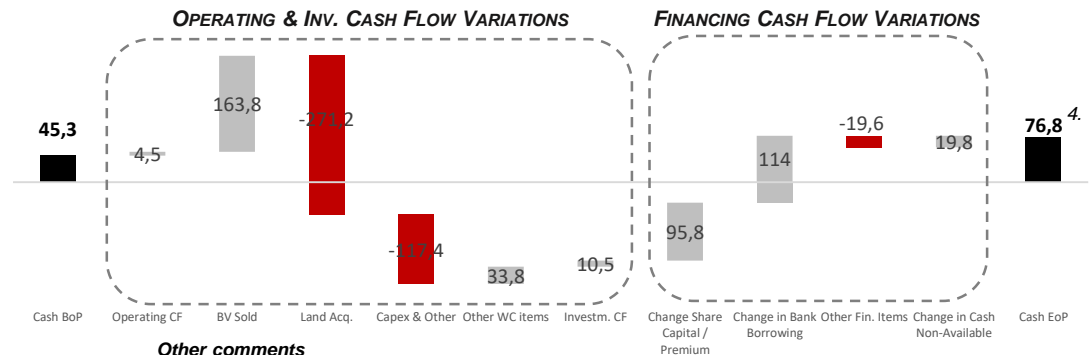 OPERATING & INV. CASH FLOW VARIATIONS
FINANCING CASH FLOW VARIATIONS
45,3
4,5
163,8
-271,2
-117,4
33,8
10,5
95,8
114
-19,6
19,8
76,8
4.
Cash BoP
Operating CF
BV Sold
Land Acq.
Capex & Other
Other WC items
Investm. CF
Change Share
Capital /
Premium
Change in Bank
Borrowing
Other Fin. Items
Change in Cash
Non-Available
Cash EoP
Other comments